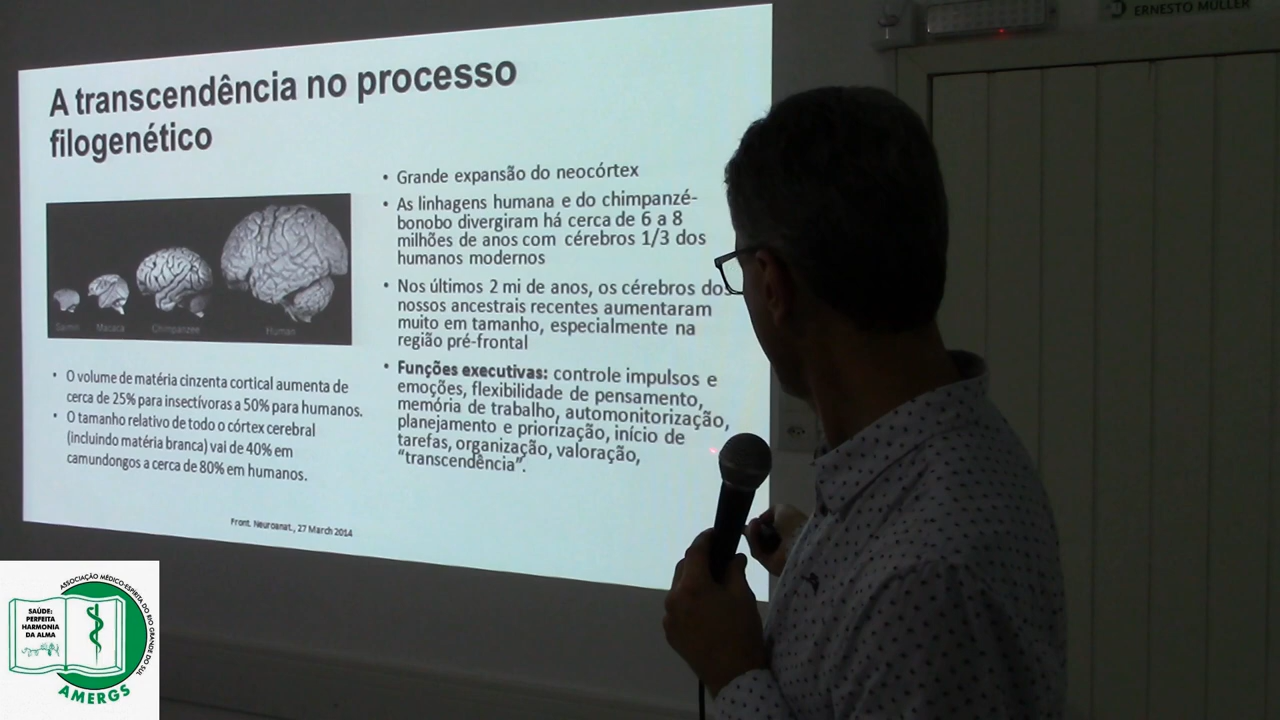 A transcendência no processo
filogenético
Saimiri Macaca Chimpanzee Human
• O volume de matéria cinzenta cortical aumenta de
cerca de 25% para insectívoras a 50% para humanos.
• O tamanho relativo de todo o córtex cerebral
(incluindo matéria branca) vai de 40% em
camundongos a cerca de 80% em humanos.
• Grande expansão do neocórtex
• As linhagens humana e do chimpanzé-
bonobo divergiram há cerca de 6 a 8
milhões de anos com cérebros 1/3 dos
humanos modernos
• Nos últimos 2 mi de anos, os cérebros dos
nossos ancestrais recentes aumentaram
muito em tamanho, especialmente na
região pré-frontal
• Funções executivas: controle impulsos e
emoções, flexibilidade de pensamento,
memória de trabalho, automonitorização,
planejamento e priorização, início de
tarefas, organização, valoração,
“transcendência”.
Front. Neuroanat., 27 March 2014
ERNESTO MÜLLER
ASSOCIAÇÃO MÉDICO-ESPÍRITA DO RIO GRANDE DO SUL
SAÚDE:
PERFEITA
HARMONIA
DA ALMA
AMERGS